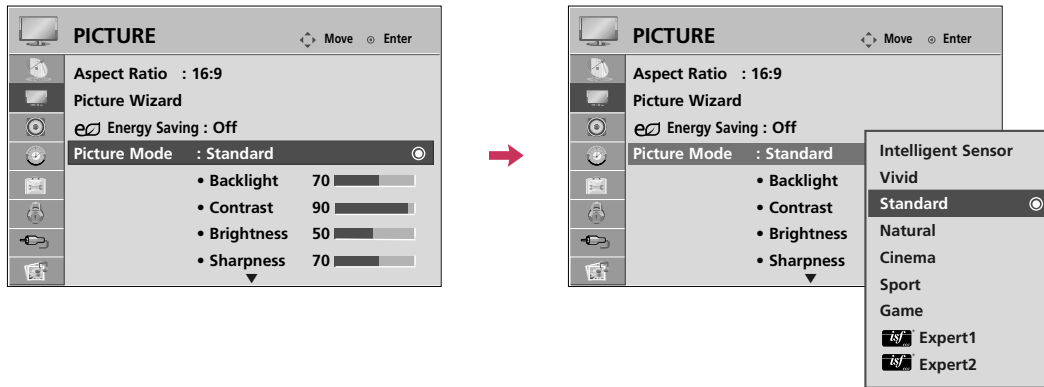 PICTURE
Move Enter
Aspect Ratio : 16:9
Picture Wizard
Energy Saving : Off
Picture Mode : Standard
• Backlight 70
• Contrast 90
• Brightness 50
• Sharpness 70
PICTURE
Move Enter
Aspect Ratio : 16:9
Picture Wizard
Energy Saving : Off
Picture Mode : Standard
• Backlight
• Contrast
• Brightness
• Sharpness
Intelligent Sensor
Vivid
Standard
Natural
Cinema
Sport
Game
isf Expert1
isf Expert2